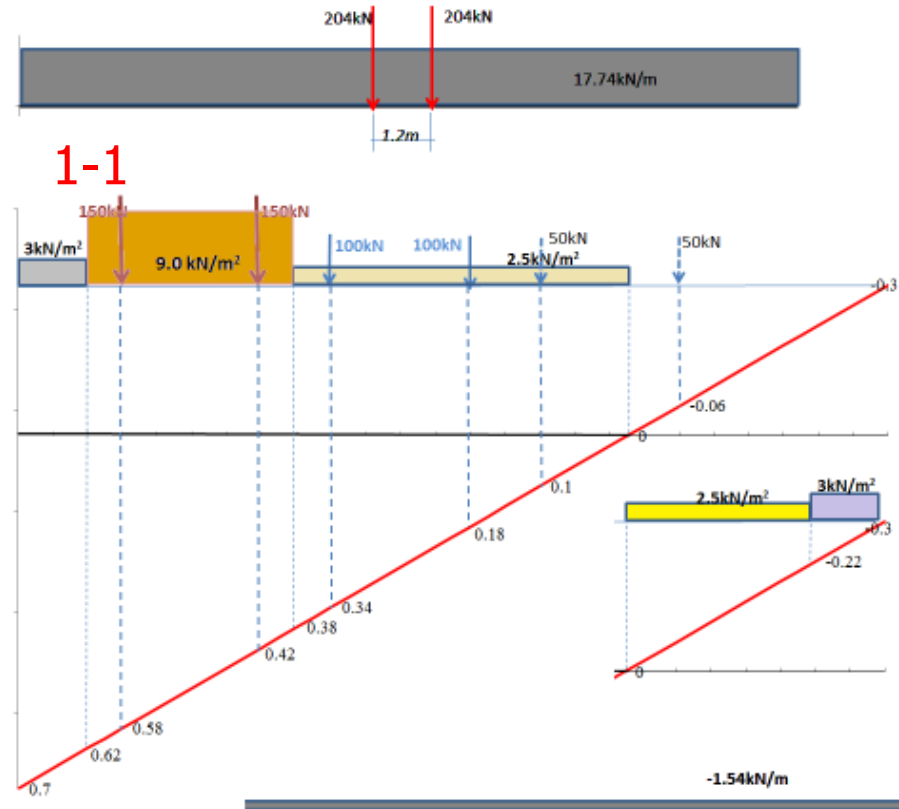 204kN
204kN
17.74kN/m
1.2m
1-1
150kN
150kN
3kN/m²
9.0 kN/m²
100kN
100kN
50kN
2.5kN/m²
50kN
-0.3
-0.06
0
0.1
0.18
0.34
0.38
0.42
0.58
0.62
0.7
2.5kN/m²
3kN/m²
-0.3
-0.22
0
-1.54kN/m